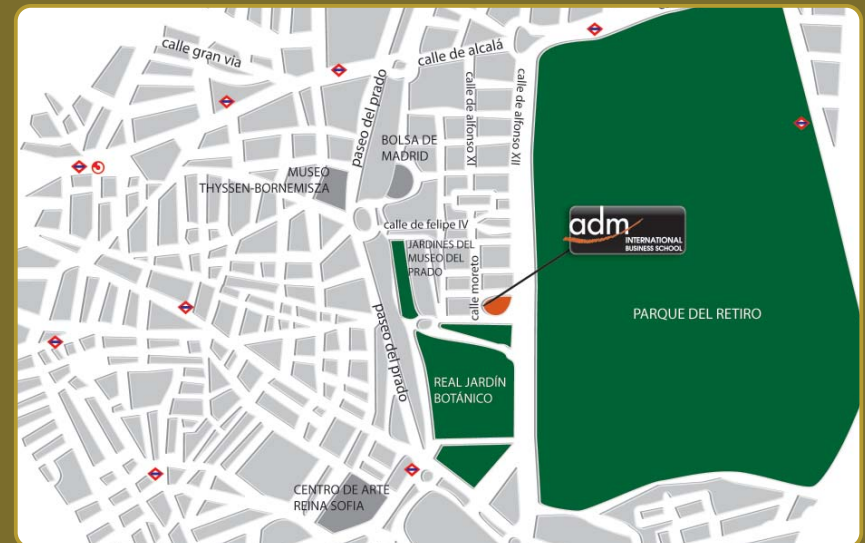 calle gran vía
calle de alcalá
paseo del prado
BOLSA DE
MADRID
calle de alfonso XI
calle de alfonso XII
MUSEO
THYSSEN-BORNEMISZA
calle de felipe IV
JARDINES DEL
MUSEO DEL
PRADO
adm
INTERNATIONAL
BUSINESS SCHOOL
calle moreto
paseo del prado
PARQUE DEL RETIRO
REAL JARDÍN
BOTÁNICO
CENTRO DE ARTE
REINA SOFIA